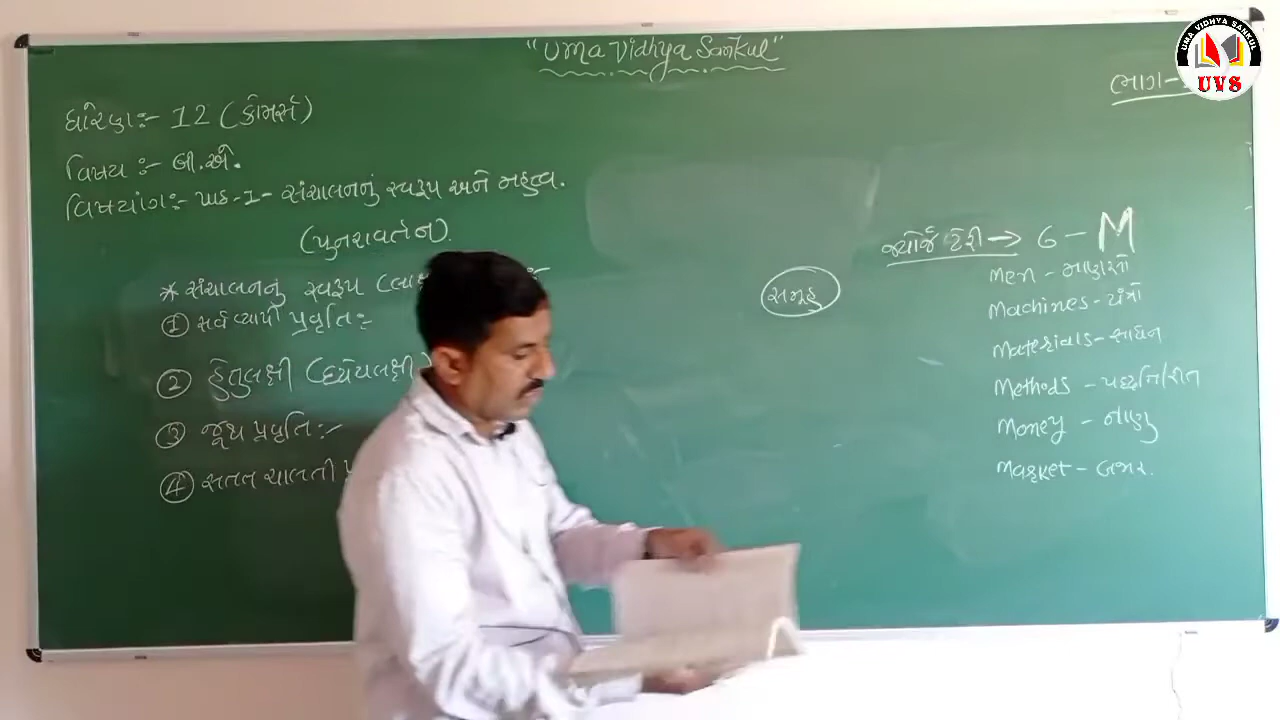 "Uma Vidhya Sankul"
UMA VIDHYA SANKUL
UVS
ભાગ-
ધોરણ:- 12 (કોમર્સ)
વિષય:- બી.એ.
વિષયાંગ:- પાઠ-1- સંચાલનનું સ્વરૂપ અને મહત્વ.
(પુનરાવર્તન).
* સંચાલનનું સ્વરૂપ
① સર્વવ્યાપી પ્રવૃતિ:-
② હેતુલક્ષી (ધ્યેયલક્ષી)
③ જૂથ પ્રવૃતિ:-
④ સતત ચાલતી
સમૂહ
જ્યોર્જ ટેરી → 6 - M
Men - માણસો
Machines - યંત્રો
Materials - સાધન
Methods - પધ્ધતિ/રીત
Money - નાણુ
Market - બજાર.